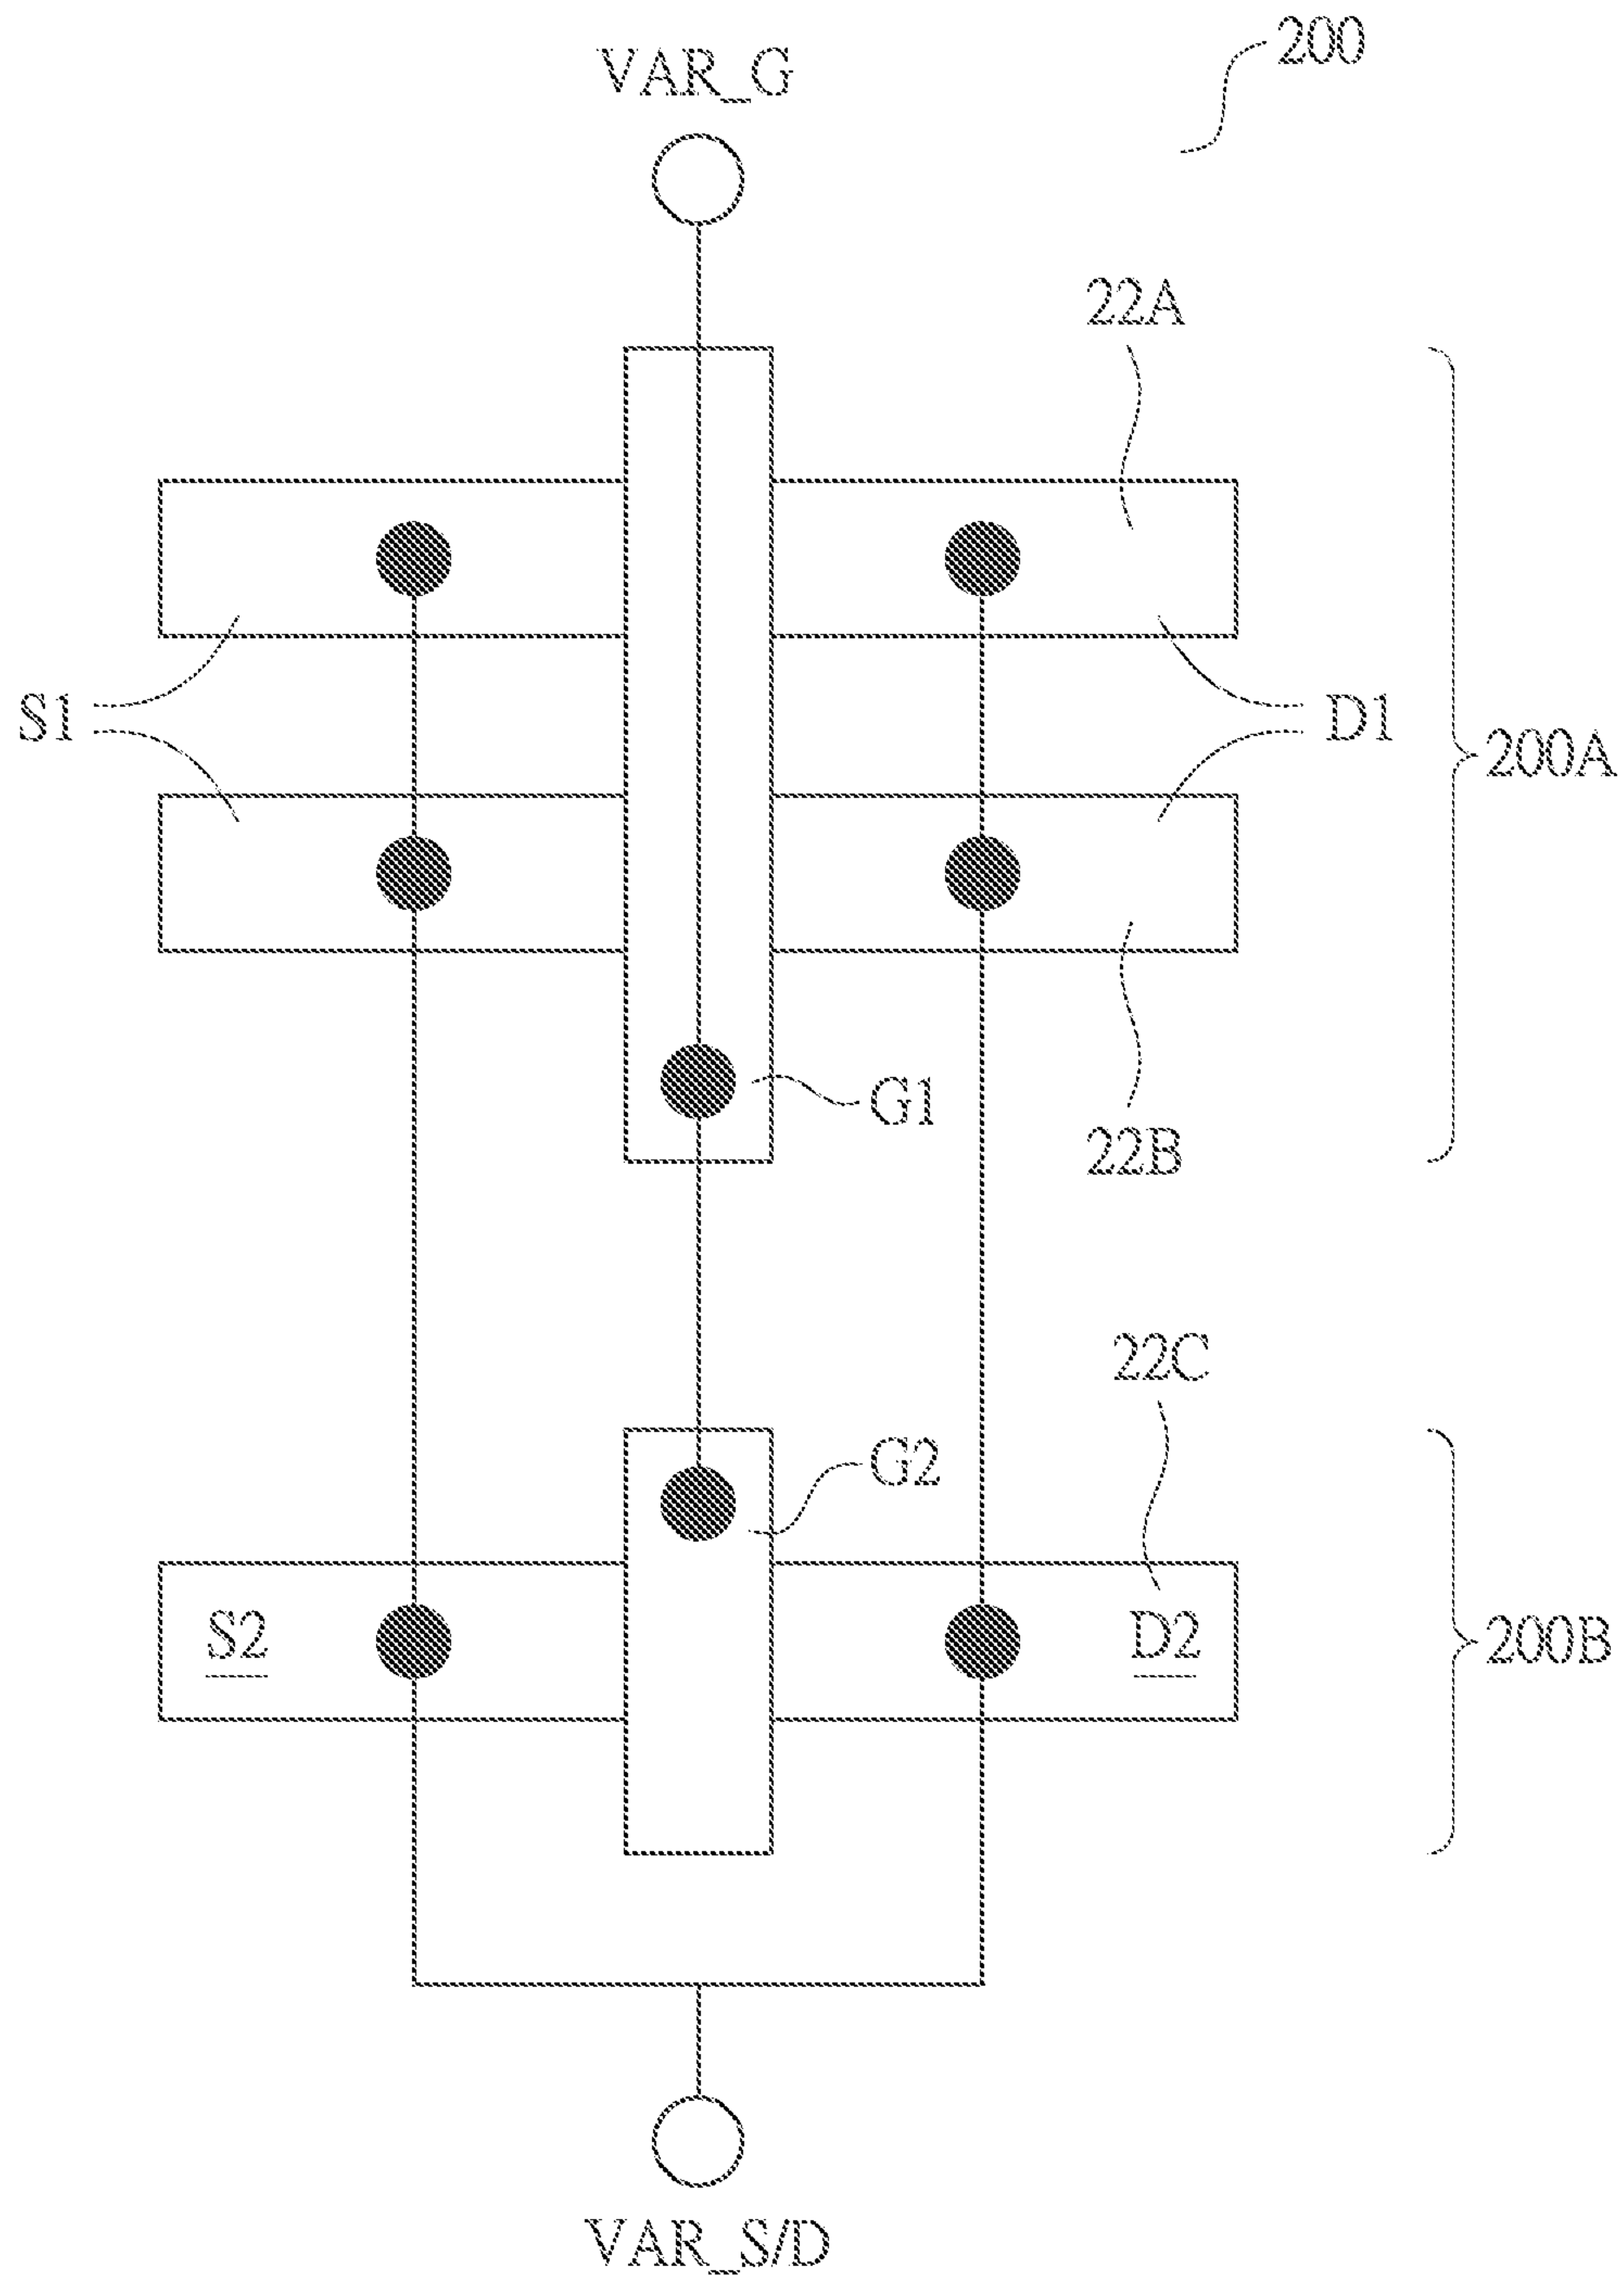 200
VAR_G
22A
S1
D1
200A
G1
22B
22C
G2
S2
D2
200B
VAR_S/D